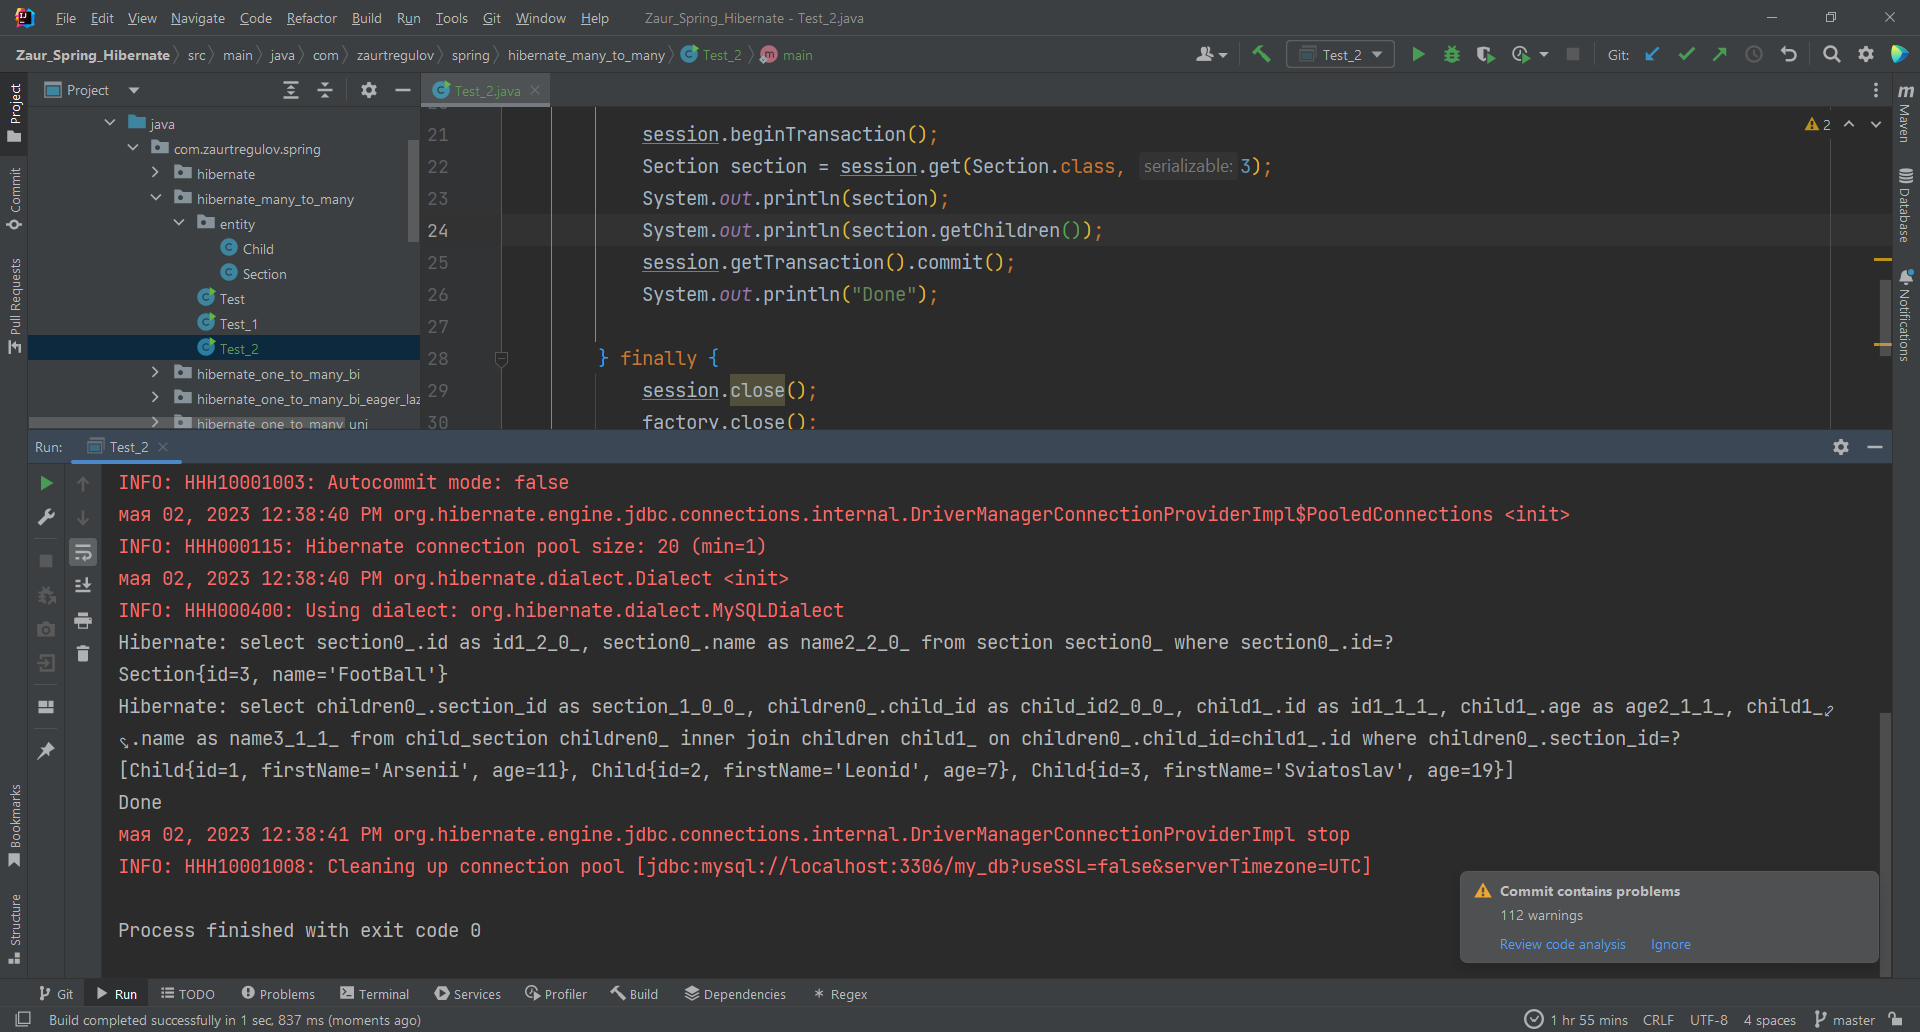 File Edit View Navigate Code Refactor Build Run Tools Git Window Help Zaur_Spring_Hibernate - Test_2.java
Zaur_Spring_Hibernate src main java com zaurtregulov spring hibernate_many_to_many Test_2 main
Test_2 Git:
Project
Test_2.java
java
com.zaurtregulov.spring
hibernate
hibernate_many_to_many
entity
Child
Section
Test
Test_1
Test_2
hibernate_one_to_many_bi
hibernate_one_to_many_bi_eager_laz
hibernate_one_to_many_uni
21 session.beginTransaction();
22 Section section = session.get(Section.class, serializable: 3);
23 System.out.println(section);
24 System.out.println(section.getChildren());
25 session.getTransaction().commit();
26 System.out.println("Done");
27
28 } finally {
29 session.close();
30 factory.close();
2
Project
Commit
Pull Requests
Bookmarks
Structure
Maven
Database
Notifications
Run: Test_2
INFO: HHH10001003: Autocommit mode: false
мая 02, 2023 12:38:40 PM org.hibernate.engine.jdbc.connections.internal.DriverManagerConnectionProviderImpl$PooledConnections <init>
INFO: HHH000115: Hibernate connection pool size: 20 (min=1)
мая 02, 2023 12:38:40 PM org.hibernate.dialect.Dialect <init>
INFO: HHH000400: Using dialect: org.hibernate.dialect.MySQLDialect
Hibernate: select section0_.id as id1_2_0_, section0_.name as name2_2_0_ from section section0_ where section0_.id=?
Section{id=3, name='FootBall'}
Hibernate: select children0_.section_id as section_1_0_0_, children0_.child_id as child_id2_0_0_, child1_.id as id1_1_1_, child1_.age as age2_1_1_, child1_
.name as name3_1_1_ from child_section children0_ inner join children child1_ on children0_.child_id=child1_.id where children0_.section_id=?
[Child{id=1, firstName='Arsenii', age=11}, Child{id=2, firstName='Leonid', age=7}, Child{id=3, firstName='Sviatoslav', age=19}]
Done
мая 02, 2023 12:38:41 PM org.hibernate.engine.jdbc.connections.internal.DriverManagerConnectionProviderImpl stop
INFO: HHH10001008: Cleaning up connection pool [jdbc:mysql://localhost:3306/my_db?useSSL=false&serverTimezone=UTC]
Process finished with exit code 0
Commit contains problems
112 warnings
Review code analysis Ignore
Git Run TODO Problems Terminal Services Profiler Build Dependencies Regex
Build completed successfully in 1 sec, 837 ms (moments ago) 1 hr 55 mins CRLF UTF-8 4 spaces master